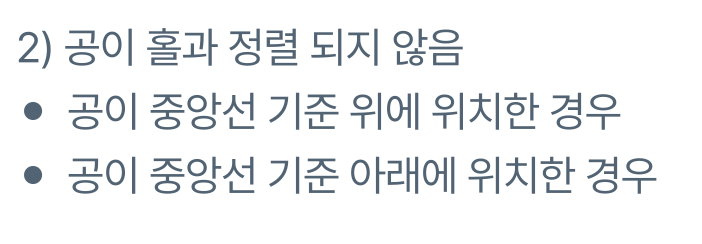 2) 공이 홀과 정렬 되지 않음
● 공이 중앙선 기준 위에 위치한 경우
● 공이 중앙선 기준 아래에 위치한 경우